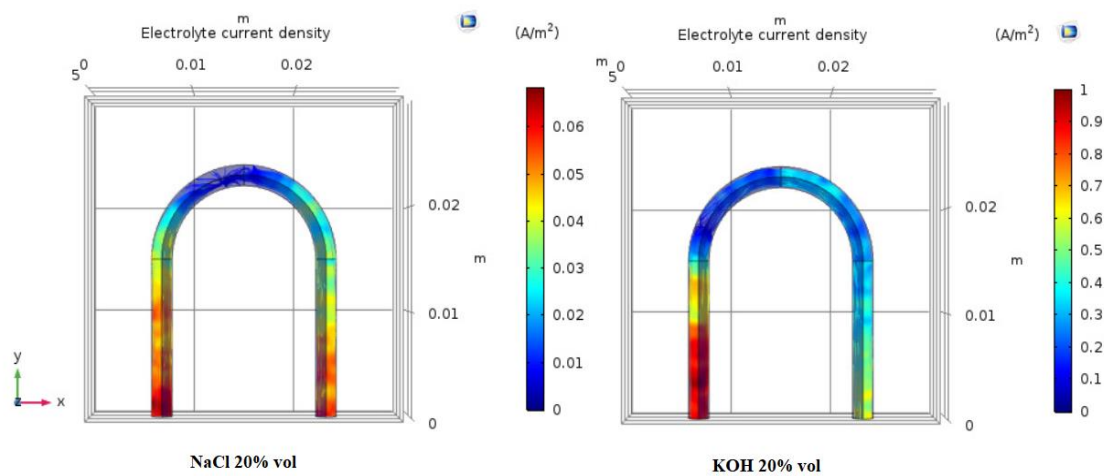 m
Electrolyte current density
(A/m²)
5
0
0.01
0.02
0.06
0.05
0.04
0.03
0.02
0.01
0
0.02
m
0.01
0
y
z
x
NaCl 20% vol
m
Electrolyte current density
(A/m²)
m
5
0
0.01
0.02
1
0.9
0.8
0.7
0.6
0.5
0.4
0.3
0.2
0.1
0
0.02
m
0.01
0
KOH 20% vol